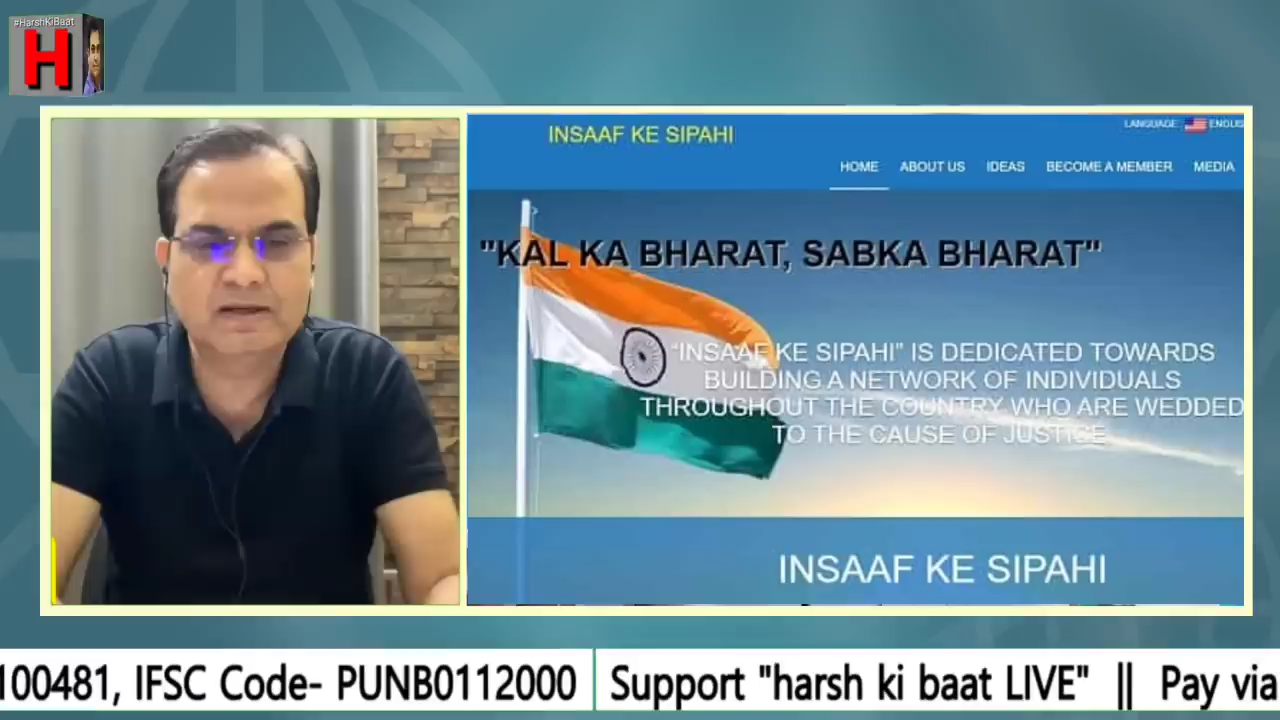 #HarshKiBaat
H
INSAAF KE SIPAHI
LANGUAGE:
HOME ABOUT US IDEAS BECOME A MEMBER MEDIA
"KAL KA BHARAT, SABKA BHARAT"
"INSAAF KE SIPAHI" IS DEDICATED TOWARDS
BUILDING A NETWORK OF INDIVIDUALS
THROUGHOUT THE COUNTRY WHO ARE WEDDED
TO THE CAUSE OF JUSTICE
INSAAF KE SIPAHI
100481, IFSC Code- PUNB0112000 Support "harsh ki baat LIVE" || Pay via